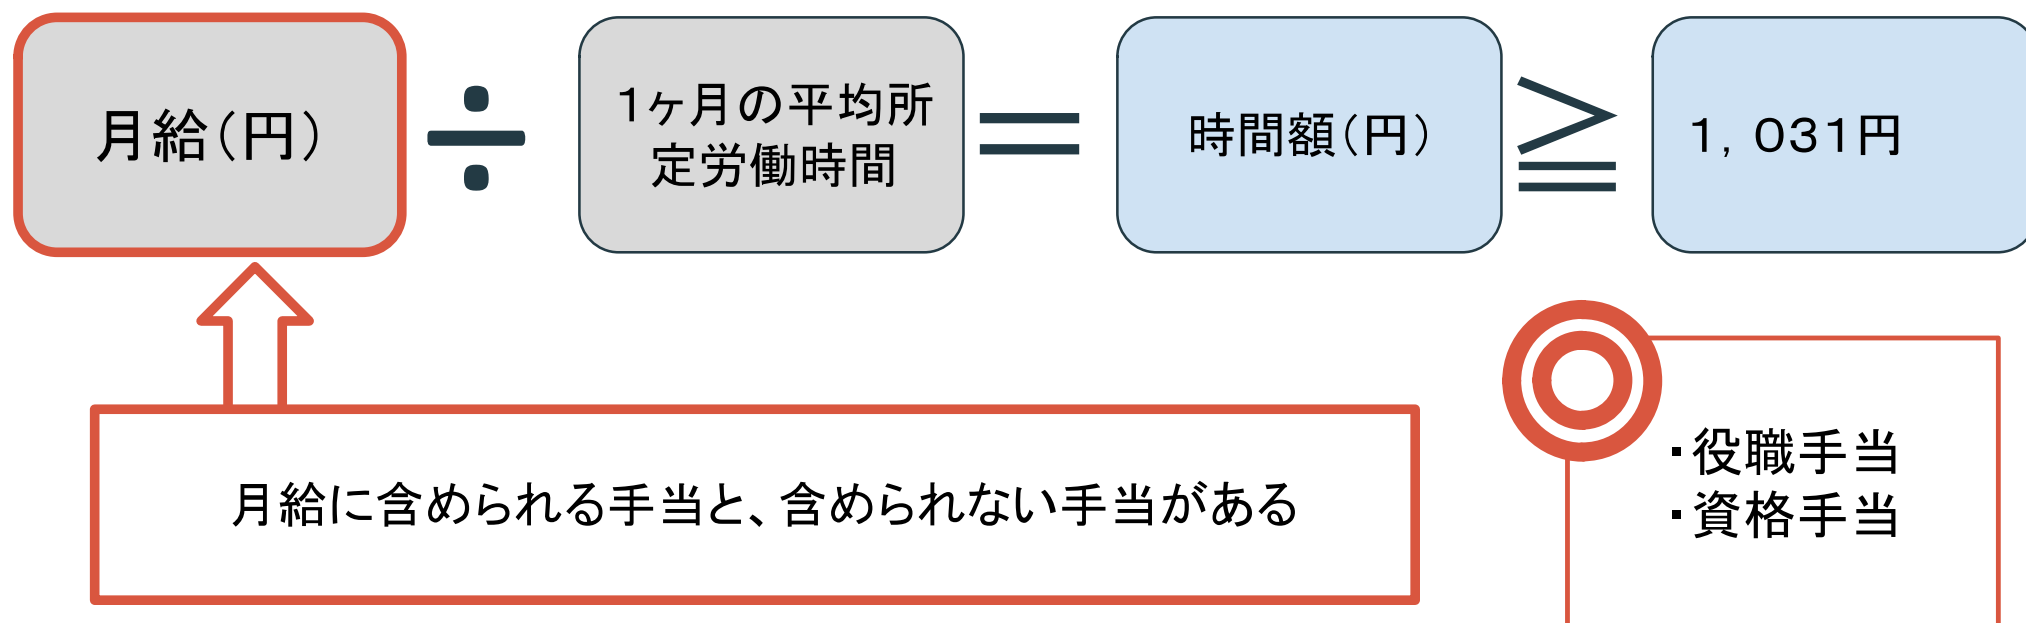 月給（円）
÷
１ヶ月の平均所
定労働時間
＝
時間額（円）
≧
１，０３１円
月給に含められる手当と、含められない手当がある
・役職手当
・資格手当